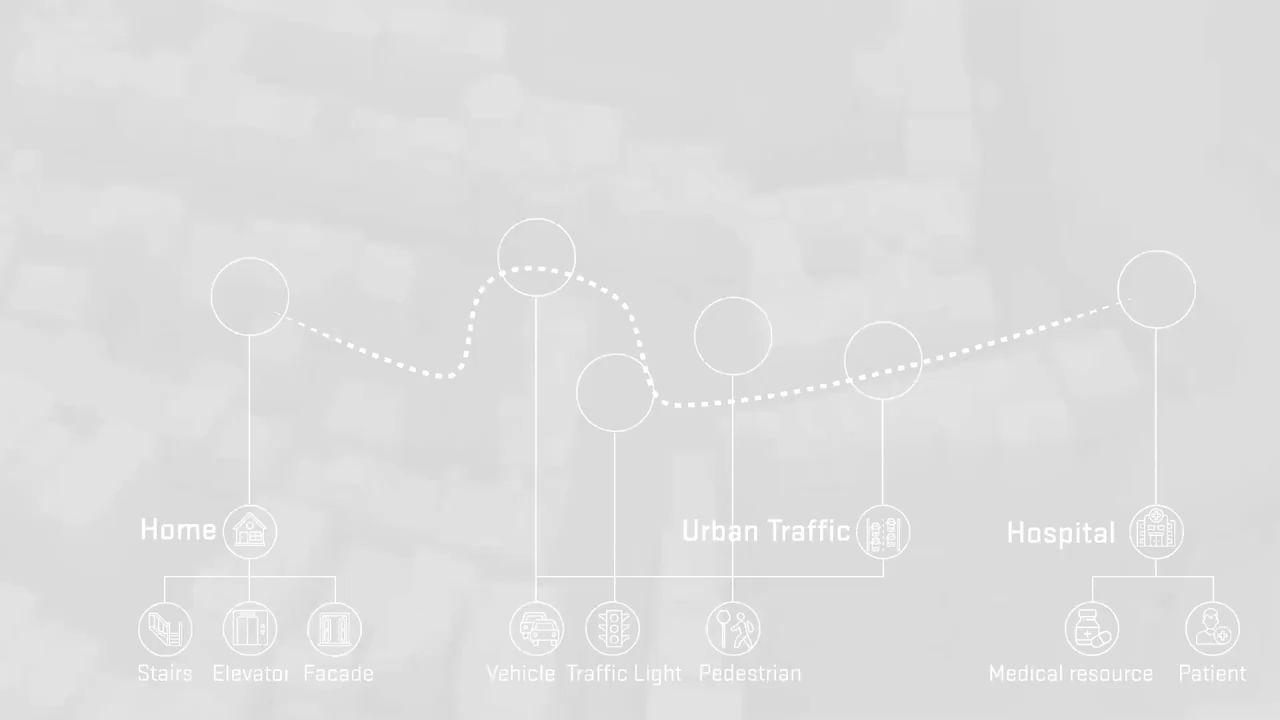 Home
Urban Traffic
Hospital
Stairs
Elevator
Facade
Vehicle
Traffic Light
Pedestrian
Medical resource
Patient